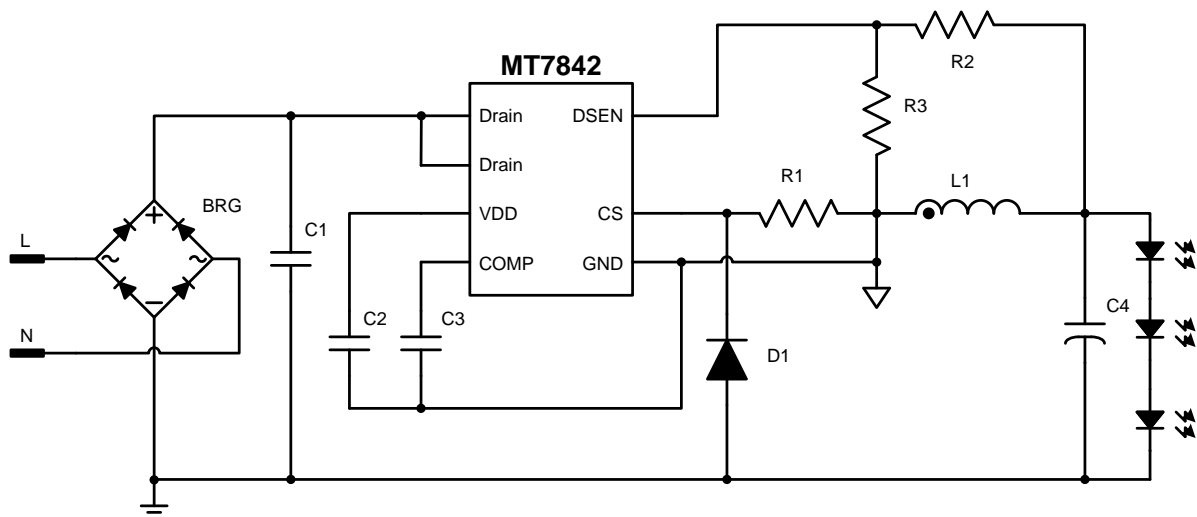 MT7842
R2
Drain
DSEN
R3
Drain
R1
L1
BRG
VDD
CS
L
C1
COMP
GND
C2
C3
C4
N
D1